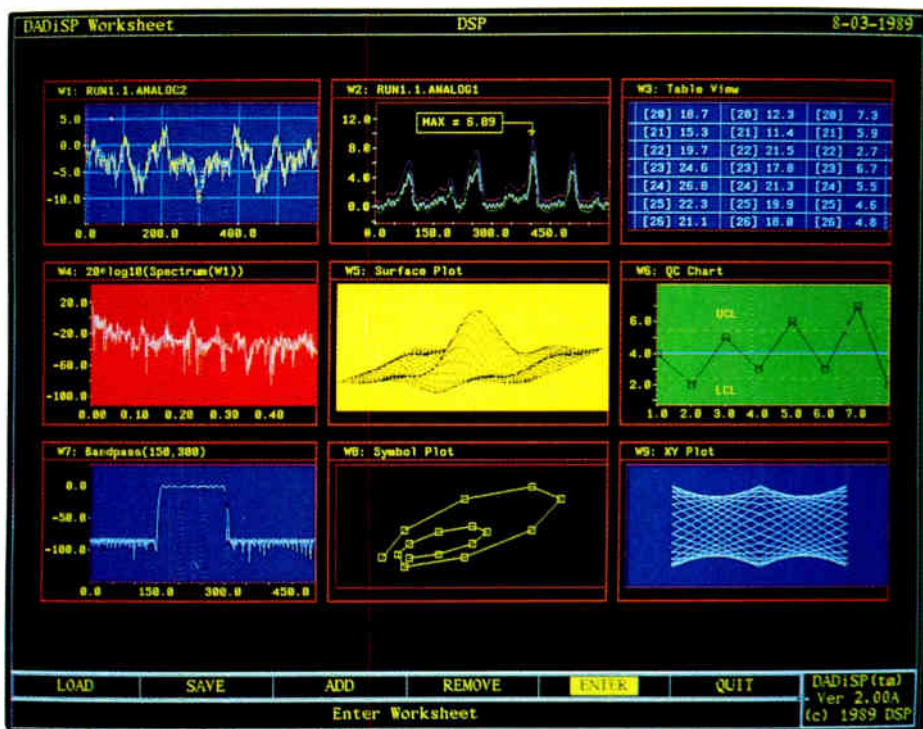 DADiSP Worksheet DSP 8-03-1989
W1: RUN1.1.ANALOG2
5.0
0.0
-5.0
-10.0
0.0 200.0 400.0
W2: RUN1.1.ANALOG1
MAX = 6.89
12.0
8.0
4.0
0.0
0.0 150.0 300.0 450.0
W3: Table View
[20] 18.7 [20] 12.3 [20] 7.3
[21] 15.3 [21] 11.4 [21] 5.9
[22] 19.7 [22] 21.5 [22] 2.7
[23] 24.6 [23] 17.8 [23] 6.7
[24] 26.8 [24] 21.3 [24] 5.5
[25] 22.3 [25] 19.9 [25] 4.6
[26] 21.1 [26] 18.0 [26] 4.8
W4: 20*log10(Spectrum(W1))
20.0
-20.0
-60.0
-100.0
0.00 0.10 0.20 0.30 0.40
W5: Surface Plot
W6: QC Chart
UCL
6.0
4.0
2.0
LCL
1.0 2.0 3.0 4.0 5.0 6.0 7.0
W7: Bandpass(150,300)
0.0
-50.0
-100.0
0.0 150.0 300.0 450.0
W8: Symbol Plot
W9: XY Plot
LOAD SAVE ADD REMOVE ENTER QUIT
Enter Worksheet
DADiSP(tm)
- Ver 2.00A
(c) 1989 DSP